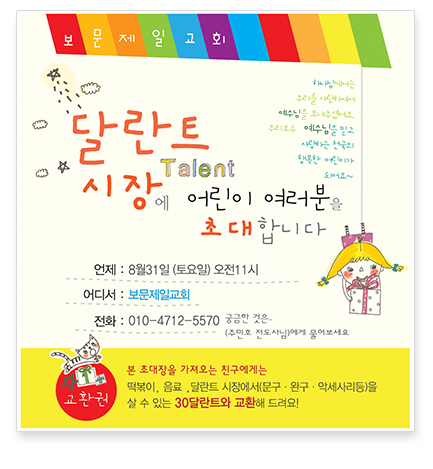 보문제일교회
하나님께서는
우리를 사랑하셔서
예수님을 보내주셨어요
우리모두 예수님을 믿고
사랑하는 천국의
행복한 어린이가
되어요~
달란트
Talent
시장에 어린이 여러분을
초대합니다
언제 : 8월31일 (토요일) 오전11시
어디서 : 보문제일교회
전화 : 010-4712-5570 궁금한 것은..
(주민호 전도사님)에게 물어보세요
교환권
본 초대장을 가져오는 친구에게는
떡볶이, 음료 ,달란트 시장에서(문구·완구·악세사리등)을
살 수 있는 30달란트와 교환해 드려요!